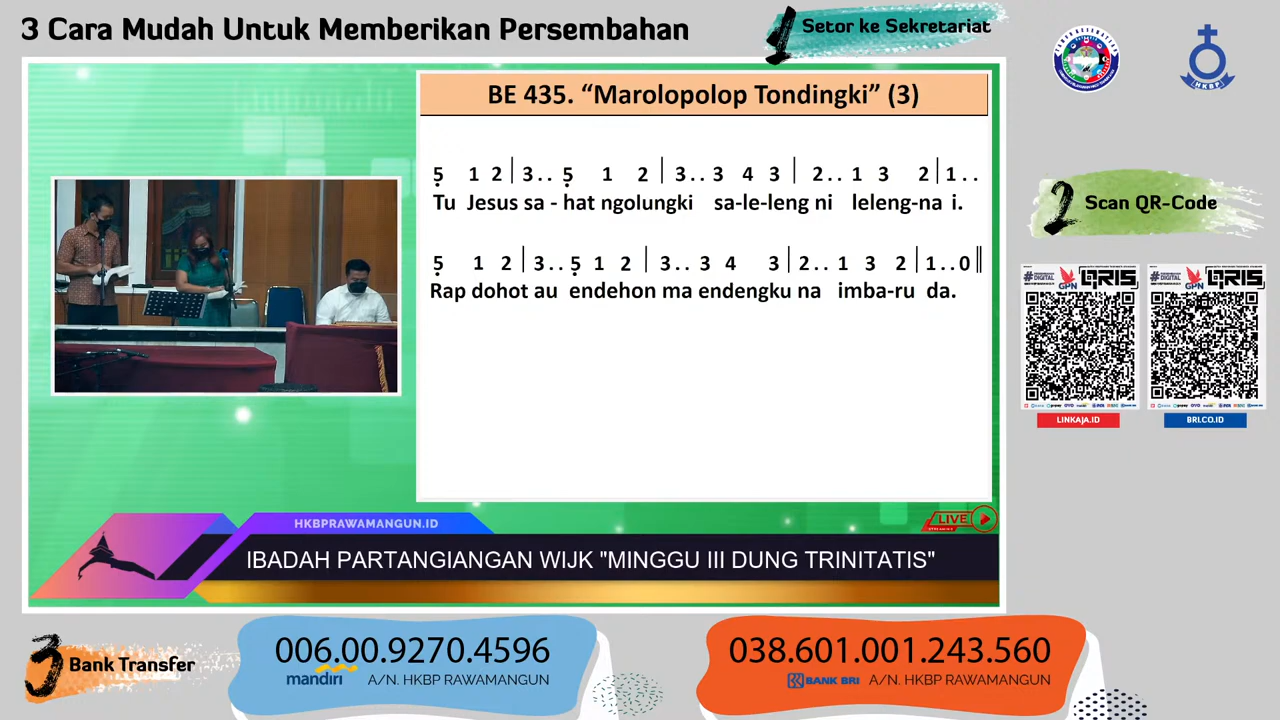 3 Cara Mudah Untuk Memberikan Persembahan
1 Setor ke Sekretariat
HKBP
BE 435. “Marolopolop Tondingki” (3)
5̣ 1 2 | 3 . . 5̣ 1 2 | 3 . . 3 4 3 | 2 . . 1 3 2 | 1 . .
Tu Jesus sa - hat ngolungki sa-le-leng ni leleng-na i.
5̣ 1 2 | 3 . . 5̣ 1 2 | 3 . . 3 4 3 | 2 . . 1 3 2 | 1 . . 0 ||
Rap dohot au endehon ma endengku na imba-ru da.
2 Scan QR-Code
GPN QRIS
GPN QRIS
LINKAJA.ID
BRI.CO.ID
HKBPRAWAMANGUN.ID
LIVE
IBADAH PARTANGIANGAN WIJK "MINGGU III DUNG TRINITATIS"
3 Bank Transfer
006.00.9270.4596
mandiri A/N. HKBP RAWAMANGUN
038.601.001.243.560
BANK BRI A/N. HKBP RAWAMANGUN